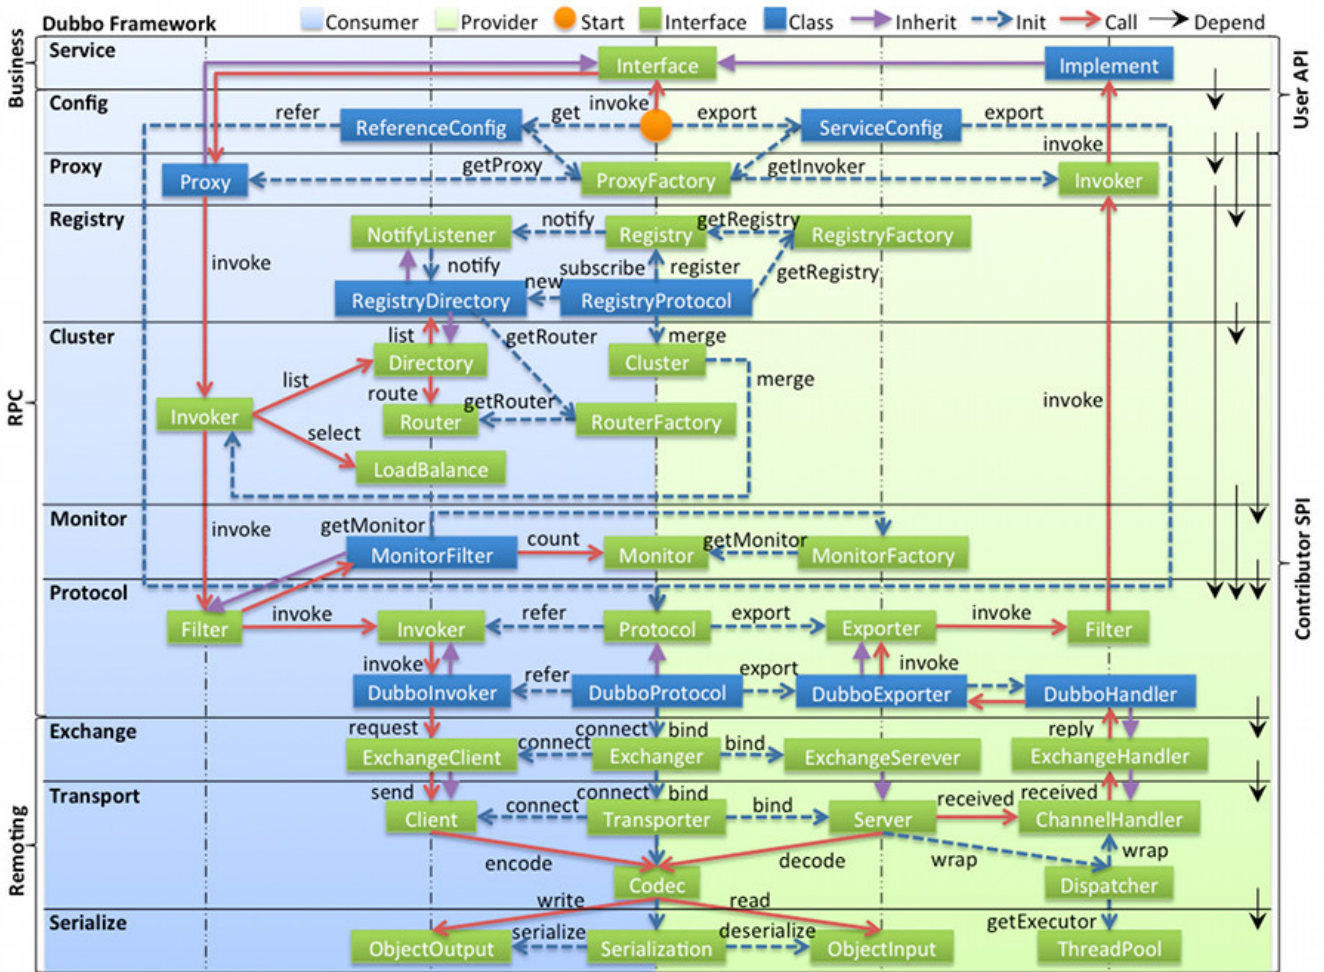 Dubbo Framework
Consumer
Provider
Start
Interface
Class
Inherit
Init
Call
Depend
Business
RPC
Remoting
User API
Contributor SPI
Service
Interface
Implement
Config
refer
ReferenceConfig
get
invoke
export
ServiceConfig
export
invoke
Proxy
Proxy
getProxy
ProxyFactory
getInvoker
Invoker
Registry
NotifyListener
notify
Registry
getRegistry
RegistryFactory
invoke
notify
subscribe
register
getRegistry
RegistryDirectory
new
RegistryProtocol
Cluster
list
getRouter
merge
Directory
Cluster
list
merge
route
getRouter
invoke
Invoker
Router
RouterFactory
select
LoadBalance
Monitor
invoke
getMonitor
MonitorFilter
count
Monitor
getMonitor
MonitorFactory
Protocol
Filter
invoke
Invoker
refer
Protocol
export
Exporter
invoke
Filter
invoke
refer
export
invoke
DubboInvoker
DubboProtocol
DubboExporter
DubboHandler
Exchange
request
connect
bind
reply
ExchangeClient
connect
Exchanger
bind
ExchangeSerever
ExchangeHandler
Transport
send
connect
bind
received
received
Client
connect
Transporter
bind
Server
ChannelHandler
encode
decode
wrap
wrap
Codec
Dispatcher
write
read
Serialize
getExecutor
ObjectOutput
serialize
Serialization
deserialize
ObjectInput
ThreadPool